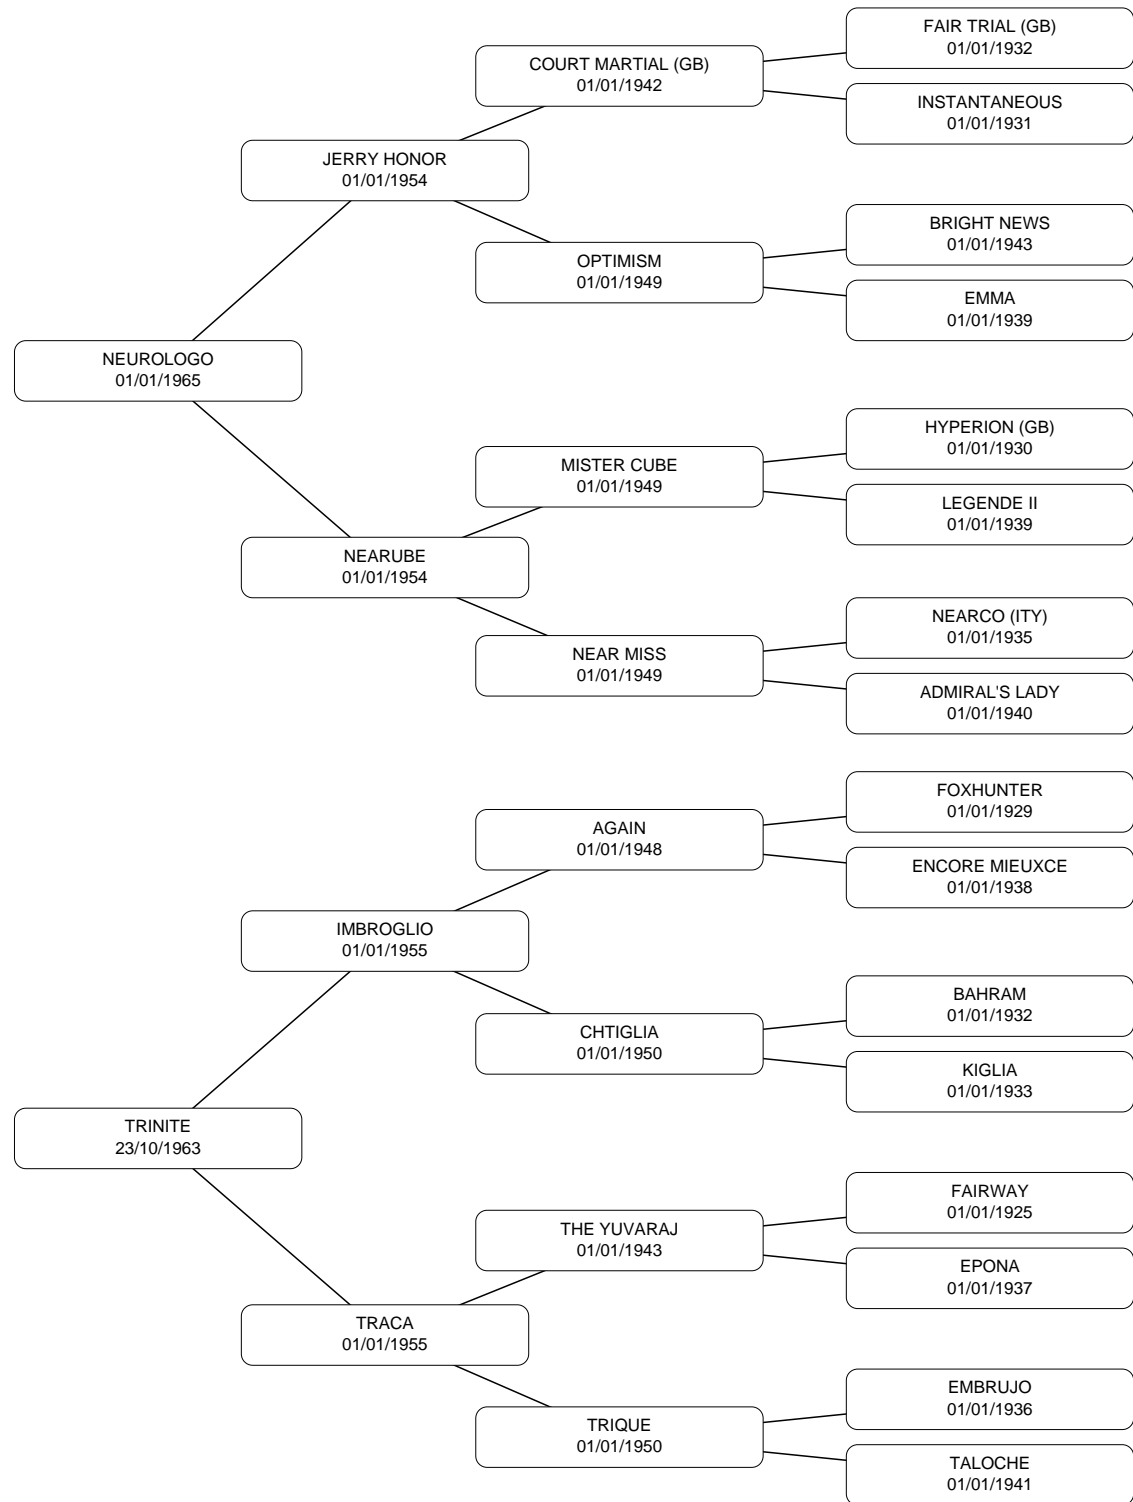 FAIR TRIAL (GB)
01/01/1932
COURT MARTIAL (GB)
01/01/1942
INSTANTANEOUS
01/01/1931
JERRY HONOR
01/01/1954
BRIGHT NEWS
01/01/1943
OPTIMISM
01/01/1949
EMMA
01/01/1939
NEUROLOGO
01/01/1965
HYPERION (GB)
01/01/1930
MISTER CUBE
01/01/1949
LEGENDE II
01/01/1939
NEARUBE
01/01/1954
NEARCO (ITY)
01/01/1935
NEAR MISS
01/01/1949
ADMIRAL'S LADY
01/01/1940
FOXHUNTER
01/01/1929
AGAIN
01/01/1948
ENCORE MIEUXCE
01/01/1938
IMBROGLIO
01/01/1955
BAHRAM
01/01/1932
CHTIGLIA
01/01/1950
KIGLIA
01/01/1933
TRINITE
23/10/1963
FAIRWAY
01/01/1925
THE YUVARAJ
01/01/1943
EPONA
01/01/1937
TRACA
01/01/1955
EMBRUJO
01/01/1936
TRIQUE
01/01/1950
TALOCHE
01/01/1941